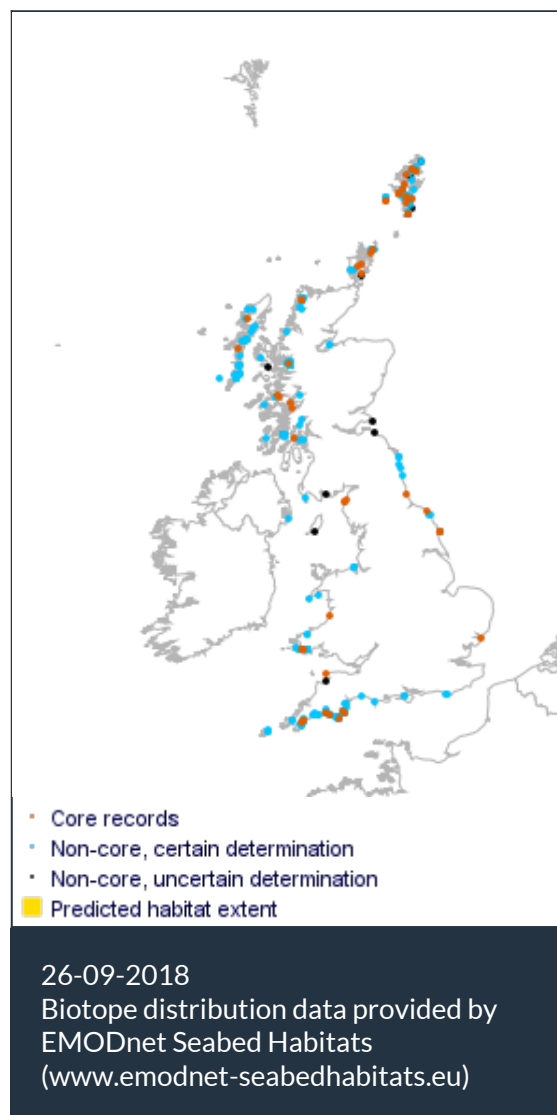 Core records
Non-core, certain determination
Non-core, uncertain determination
Predicted habitat extent
26-09-2018
Biotope distribution data provided by
EMODnet Seabed Habitats
(www.emodnet-seabedhabitats.eu)